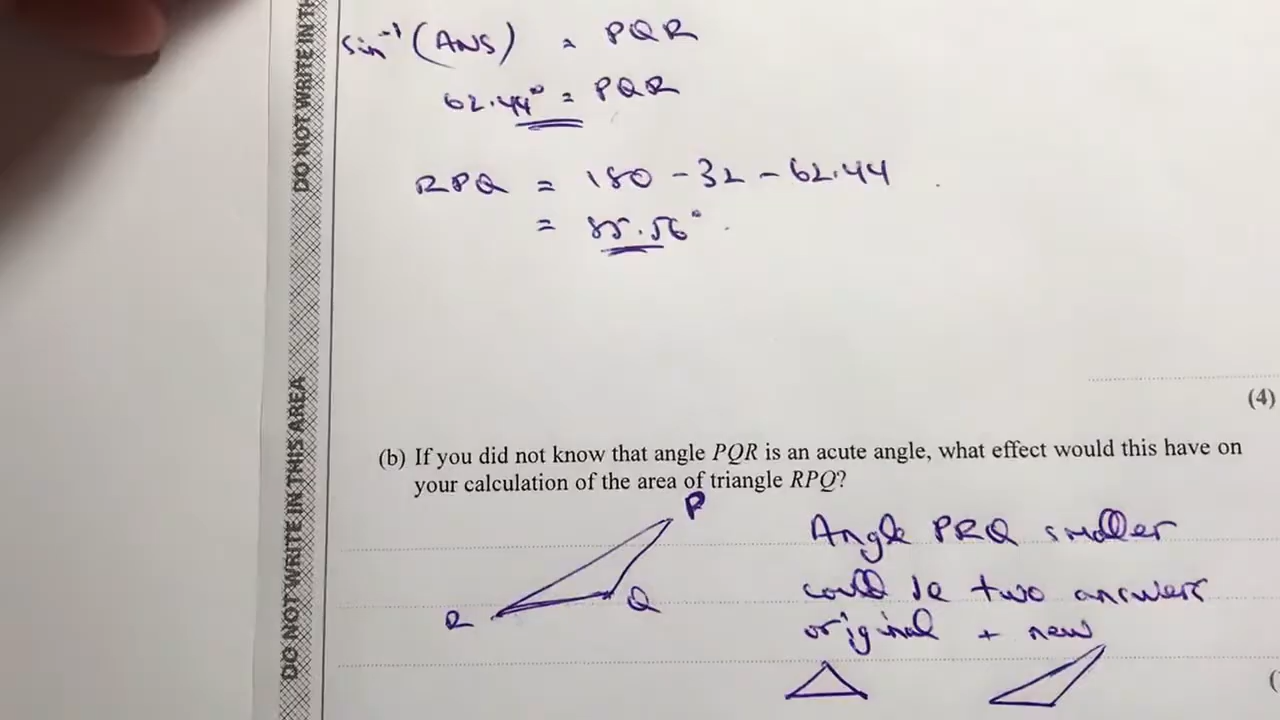 sin⁻¹(ANS) = PQR
62.44° = PQR
RPQ = 180 - 32 - 62.44
= 85.56°
(4)
(b) If you did not know that angle PQR is an acute angle, what effect would this have on
your calculation of the area of triangle RPQ?
P
R
Q
Angle PRQ smaller
could be two answers
original + new
(
DO NOT WRITE IN TH
DO NOT WRITE IN THIS AREA